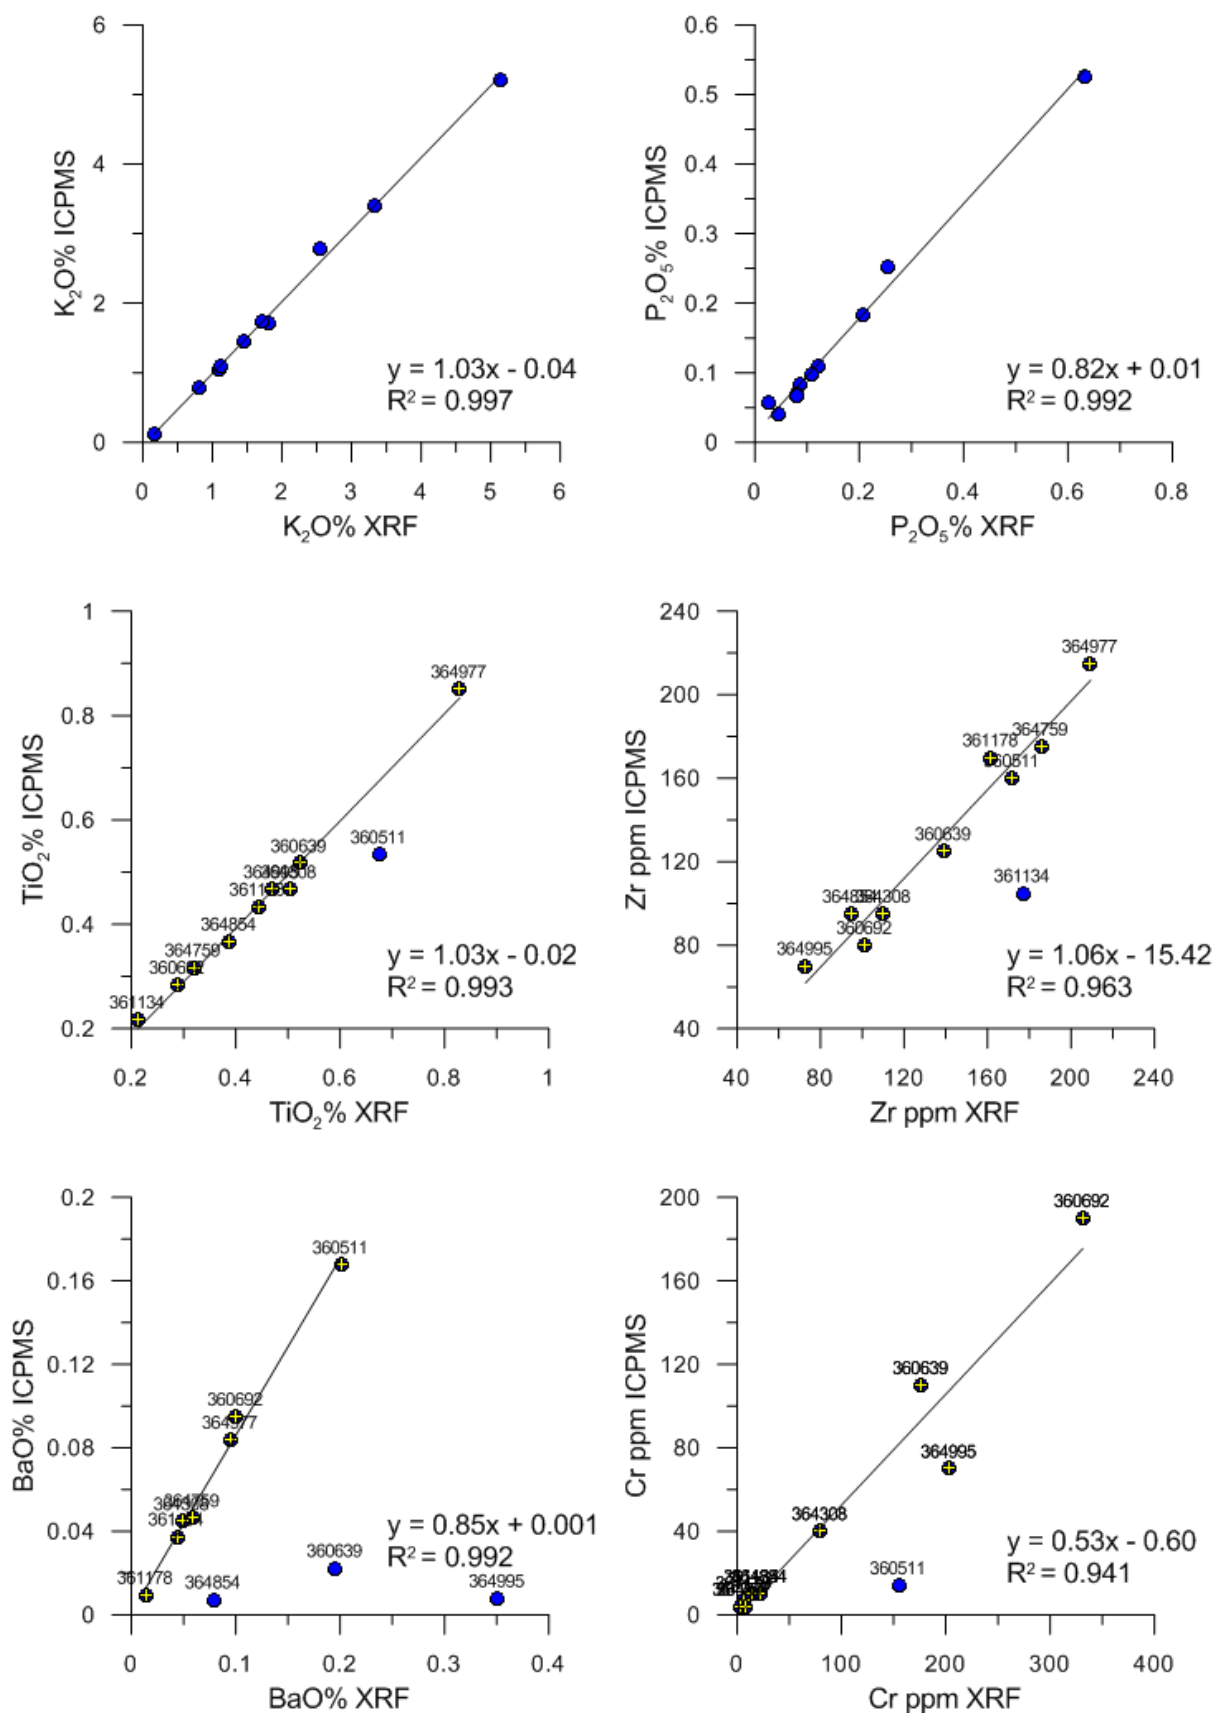 6
4
2
0
K₂O% ICPMS
y = 1.03x - 0.04
R² = 0.997
0 1 2 3 4 5 6
K₂O% XRF
0.6
0.5
0.4
0.3
0.2
0.1
0
P₂O₅% ICPMS
y = 0.82x + 0.01
R² = 0.992
0 0.2 0.4 0.6 0.8
P₂O₅% XRF
1
0.8
0.6
0.4
0.2
TiO₂% ICPMS
364977
360639
360511
364854
364759
361134
y = 1.03x - 0.02
R² = 0.993
0.2 0.4 0.6 0.8 1
TiO₂% XRF
240
200
160
120
80
40
Zr ppm ICPMS
364977
364759
361178
360511
360639
361134
364308
360692
364995
y = 1.06x - 15.42
R² = 0.963
40 80 120 160 200 240
Zr ppm XRF
0.2
0.16
0.12
0.08
0.04
0
BaO% ICPMS
360511
360692
364977
364759
361178
364854
360639
364995
y = 0.85x + 0.001
R² = 0.992
0 0.1 0.2 0.3 0.4
BaO% XRF
200
160
120
80
40
0
Cr ppm ICPMS
360692
360639
364995
364308
360511
y = 0.53x - 0.60
R² = 0.941
0 100 200 300 400
Cr ppm XRF